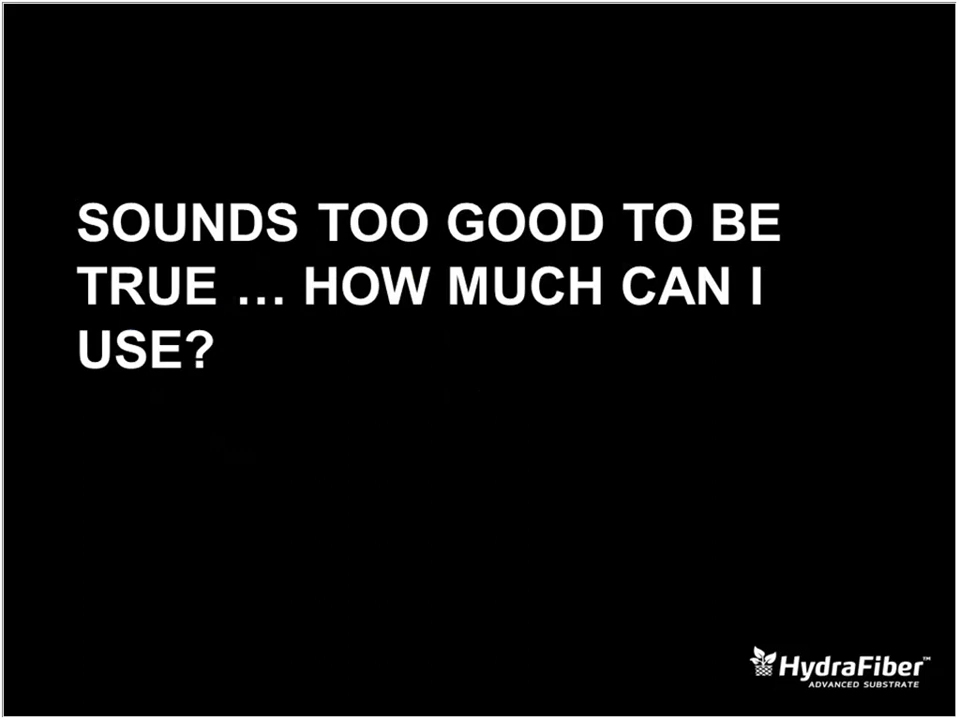 SOUNDS TOO GOOD TO BE
TRUE … HOW MUCH CAN I
USE?
HydraFiber™
ADVANCED SUBSTRATE